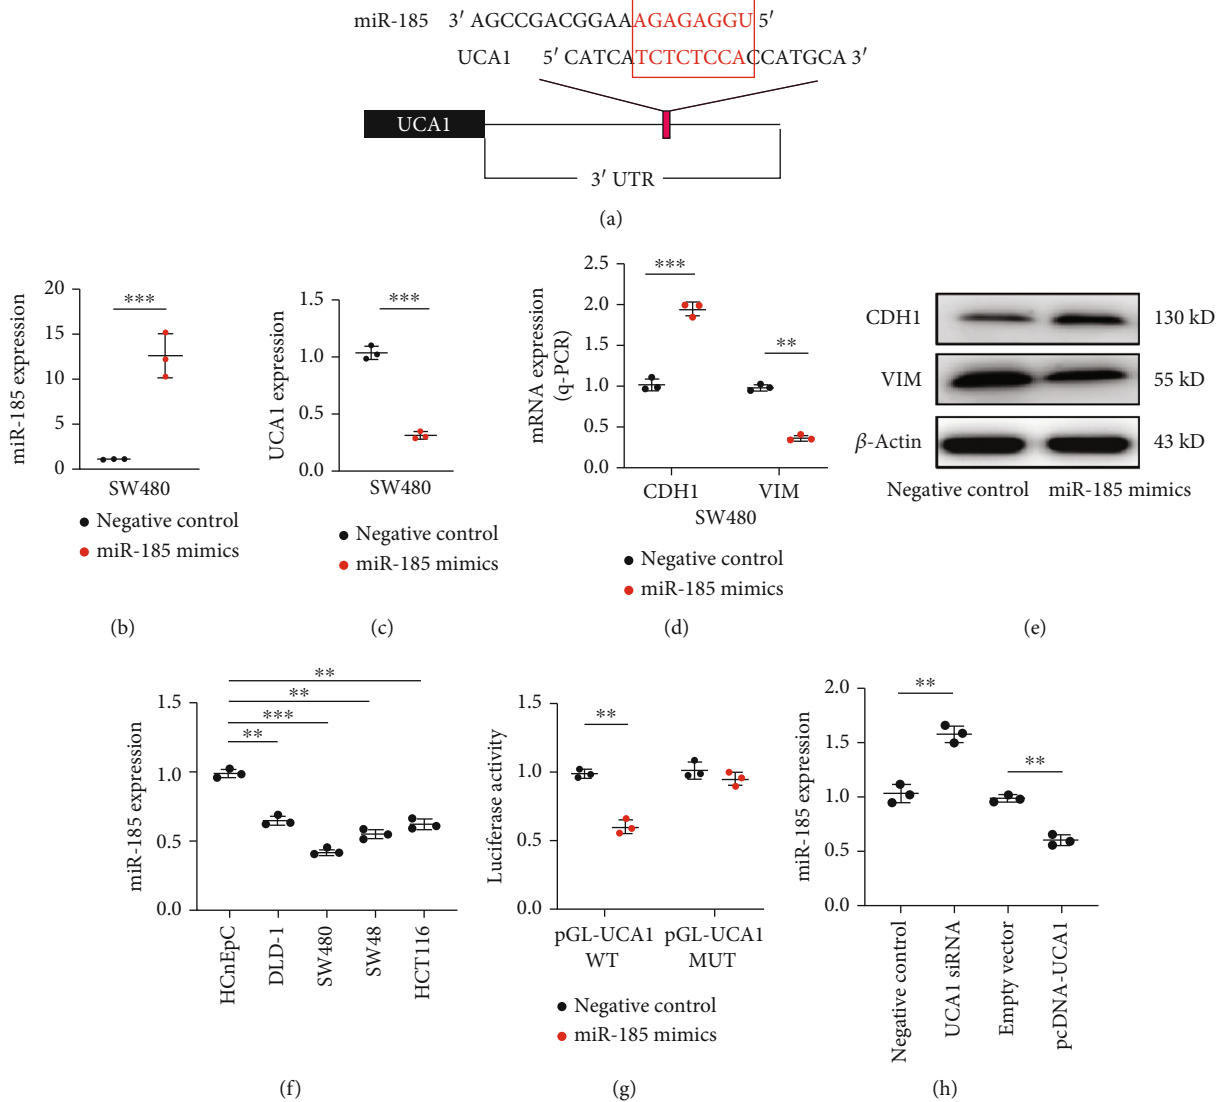 miR-185 3′ AGCCGACGGAAAGAGAGGU 5′
UCA1 5′ CATCATCTCTCCACCATGCA 3′
UCA1
3′ UTR
(a)
miR-185 expression
20
15
10
5
0
***
SW480
Negative control
miR-185 mimics
(b)
UCA1 expression
1.5
1.0
0.5
0.0
***
SW480
Negative control
miR-185 mimics
(c)
mRNA expression
(q-PCR)
2.5
2.0
1.5
1.0
0.5
0.0
***
**
CDH1 VIM
SW480
Negative control
miR-185 mimics
(d)
CDH1 130 kD
VIM 55 kD
β-Actin 43 kD
Negative control miR-185 mimics
(e)
miR-185 expression
1.5
1.0
0.5
0.0
**
**
***
**
HCnEpC
DLD-1
SW480
SW48
HCT116
(f)
Luciferase activity
1.5
1.0
0.5
0.0
**
pGL-UCA1 pGL-UCA1
WT MUT
Negative control
miR-185 mimics
(g)
miR-185 expression
2.0
1.5
1.0
0.5
0.0
**
**
Negative control
UCA1 siRNA
Empty vector
pcDNA-UCA1
(h)